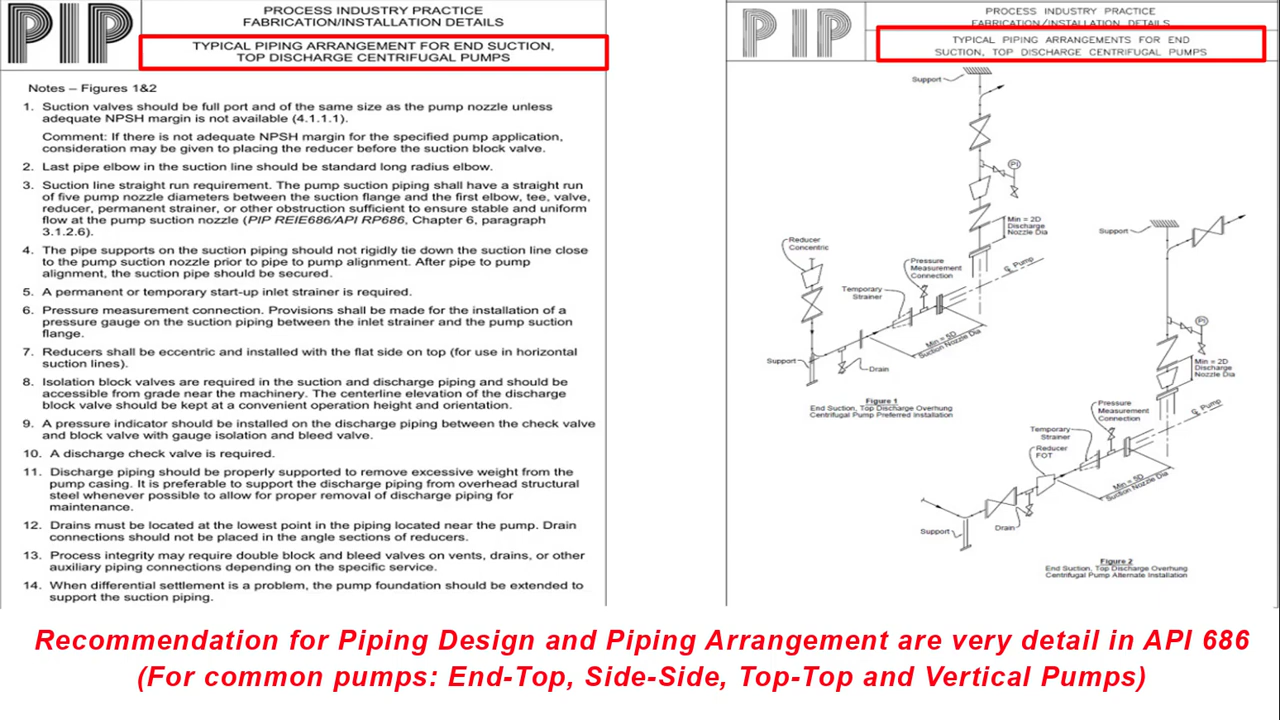 PIP
PROCESS INDUSTRY PRACTICE
FABRICATION/INSTALLATION DETAILS
TYPICAL PIPING ARRANGEMENT FOR END SUCTION,
TOP DISCHARGE CENTRIFUGAL PUMPS
Notes – Figures 1&2
1. Suction valves should be full port and of the same size as the pump nozzle unless
adequate NPSH margin is not available (4.1.1.1).
Comment: If there is not adequate NPSH margin for the specified pump application,
consideration may be given to placing the reducer before the suction block valve.
2. Last pipe elbow in the suction line should be standard long radius elbow.
3. Suction line straight run requirement. The pump suction piping shall have a straight run
of five pump nozzle diameters between the suction flange and the first elbow, tee, valve,
reducer, permanent strainer, or other obstruction sufficient to ensure stable and uniform
flow at the pump suction nozzle (PIP REIE686/API RP686, Chapter 6, paragraph
3.1.2.6).
4. The pipe supports on the suction piping should not rigidly tie down the suction line close
to the pump suction nozzle prior to pipe to pump alignment. After pipe to pump
alignment, the suction pipe should be secured.
5. A permanent or temporary start-up inlet strainer is required.
6. Pressure measurement connection. Provisions shall be made for the installation of a
pressure gauge on the suction piping between the inlet strainer and the pump suction
flange.
7. Reducers shall be eccentric and installed with the flat side on top (for use in horizontal
suction lines).
8. Isolation block valves are required in the suction and discharge piping and should be
accessible from grade near the machinery. The centerline elevation of the discharge
block valve should be kept at a convenient operation height and orientation.
9. A pressure indicator should be installed on the discharge piping between the check valve
and block valve with gauge isolation and bleed valve.
10. A discharge check valve is required.
11. Discharge piping should be properly supported to remove excessive weight from the
pump casing. It is preferable to support the discharge piping from overhead structural
steel whenever possible to allow for proper removal of discharge piping for
maintenance.
12. Drains must be located at the lowest point in the piping located near the pump. Drain
connections should not be placed in the angle sections of reducers.
13. Process integrity may require double block and bleed valves on vents, drains, or other
auxiliary piping connections depending on the specific service.
14. When differential settlement is a problem, the pump foundation should be extended to
support the suction piping.
PIP
PROCESS INDUSTRY PRACTICE
FABRICATION/INSTALLATION DETAILS
TYPICAL PIPING ARRANGEMENTS FOR END
SUCTION, TOP DISCHARGE CENTRIFUGAL PUMPS
Support
PI
Min = 2D
Discharge
Nozzle Dia
Reducer
Concentric
Pressure
Measurement
Connection
℄ Pump
Temporary
Strainer
Min = 5D
Suction Nozzle Dia
Support
Drain
Figure 1
End Suction, Top Discharge Overhung
Centrifugal Pump Preferred Installation
Support
PI
Min = 2D
Discharge
Nozzle Dia
Pressure
Measurement
Connection
℄ Pump
Temporary
Strainer
Reducer
FOT
Min = 5D
Suction Nozzle Dia
Drain
Support
Figure 2
End Suction, Top Discharge Overhung
Centrifugal Pump Alternate Installation
Recommendation for Piping Design and Piping Arrangement are very detail in API 686
(For common pumps: End-Top, Side-Side, Top-Top and Vertical Pumps)